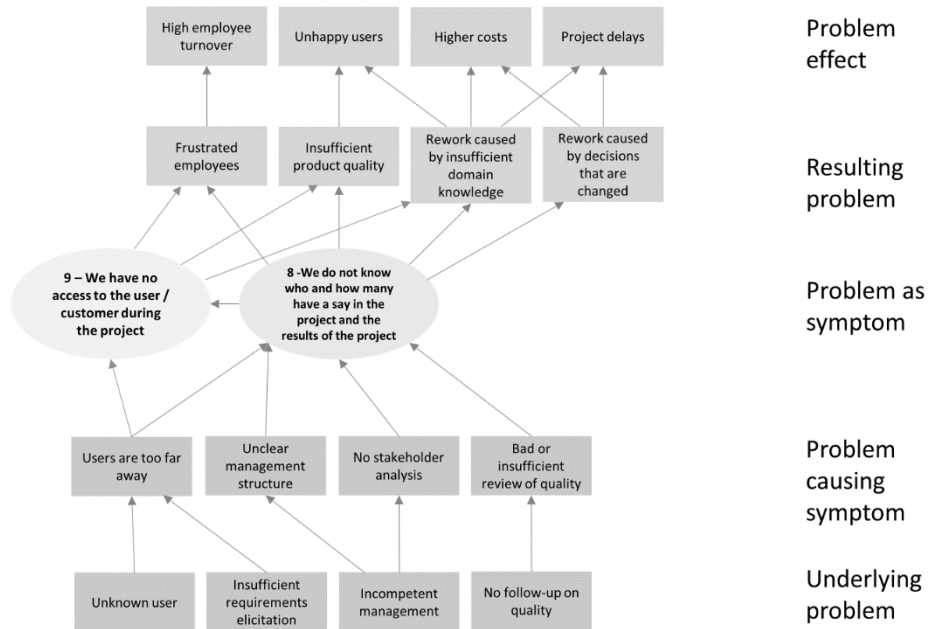 High employee
turnover
Unhappy users
Higher costs
Project delays
Problem
effect
Frustrated
employees
Insufficient
product quality
Rework caused
by insufficient
domain
knowledge
Rework caused
by decisions
that are
changed
Resulting
problem
9 – We have no
access to the user /
customer during
the project
8 -We do not know
who and how many
have a say in the
project and the
results of the project
Problem as
symptom
Users are too far
away
Unclear
management
structure
No stakeholder
analysis
Bad or
insufficient
review of quality
Problem
causing
symptom
Unknown user
Insufficient
requirements
elicitation
Incompetent
management
No follow-up on
quality
Underlying
problem